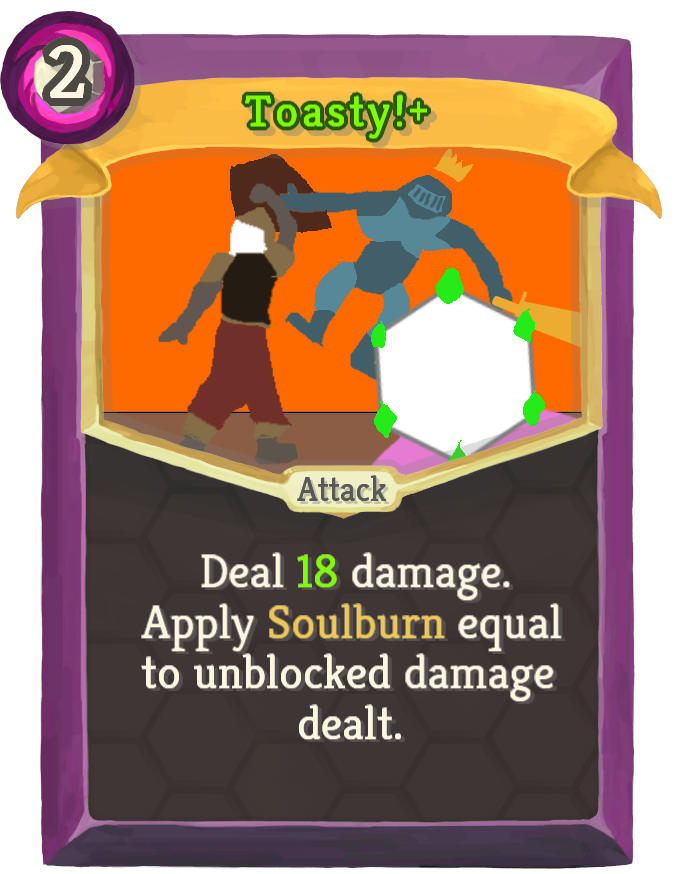 2
Toasty!+
Attack
Deal 18 damage.
Apply Soulburn equal
to unblocked damage
dealt.